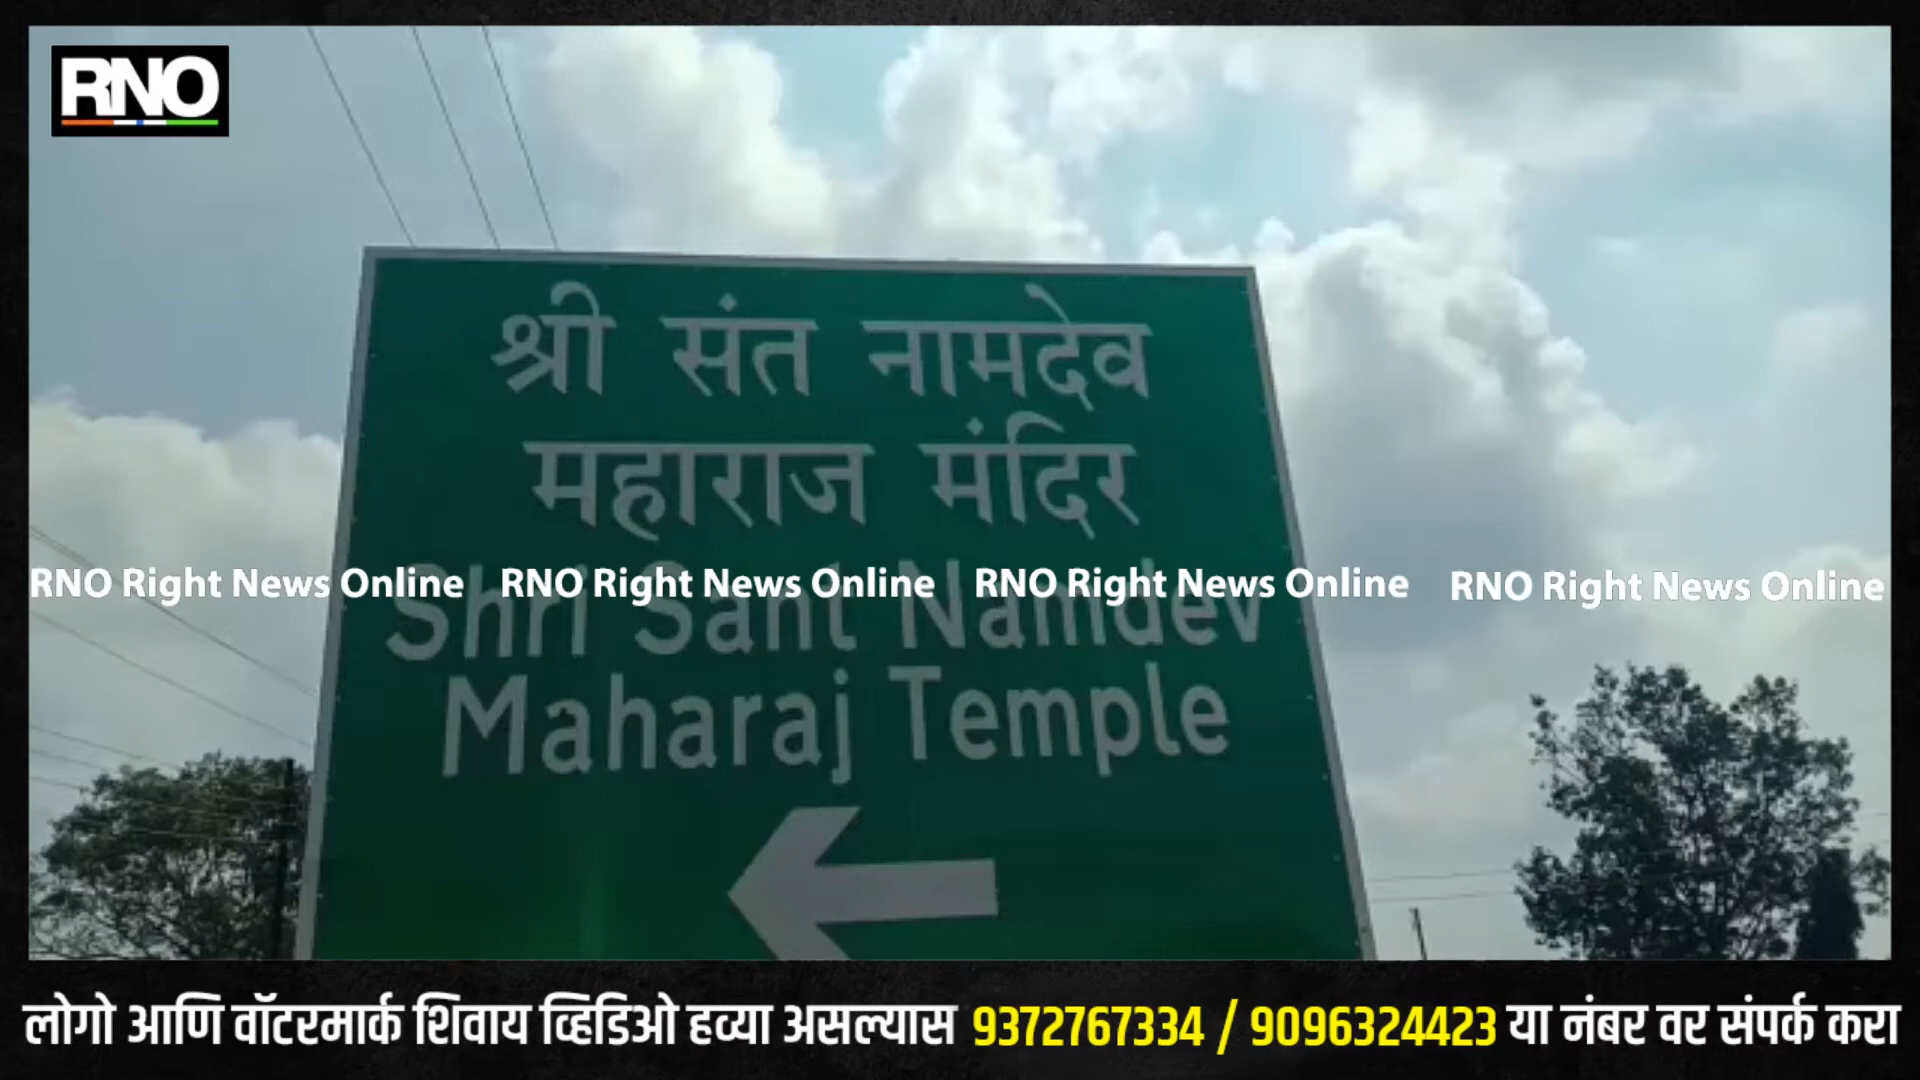 RNO
श्री संत नामदेव
महाराज मंदिर
RNO Right News Online RNO Right News Online RNO Right News Online RNO Right News Online
Shri Sant Namdev
Maharaj Temple
लोगो आणि वॉटरमार्क शिवाय व्हिडिओ हव्या असल्यास 9372767334 / 9096324423 या नंबर वर संपर्क करा